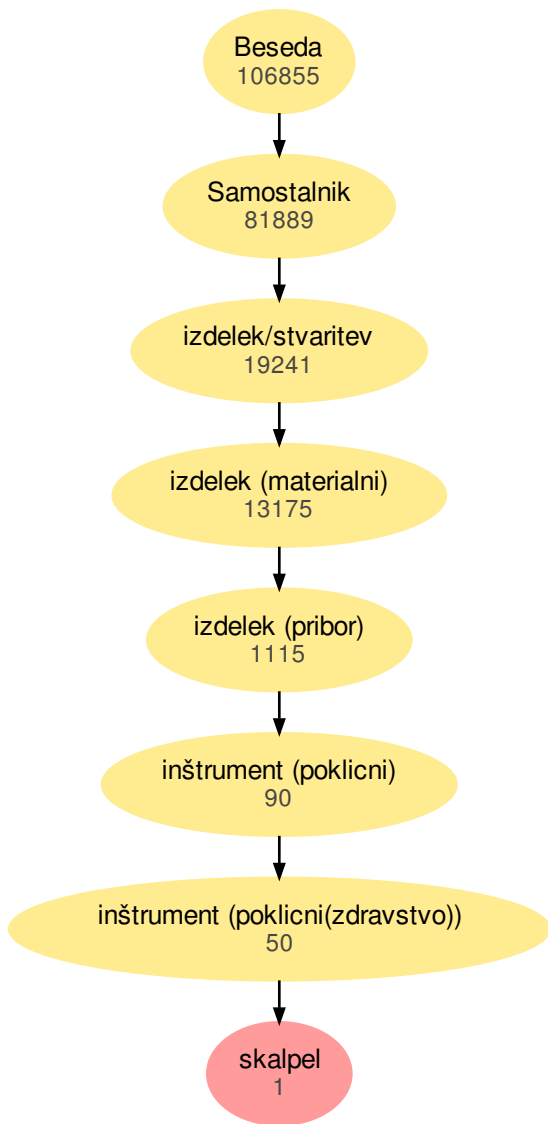 Beseda
106855
Samostalnik
81889
izdelek/stvaritev
19241
izdelek (materialni)
13175
izdelek (pribor)
1115
inštrument (poklicni)
90
inštrument (poklicni(zdravstvo))
50
skalpel
1